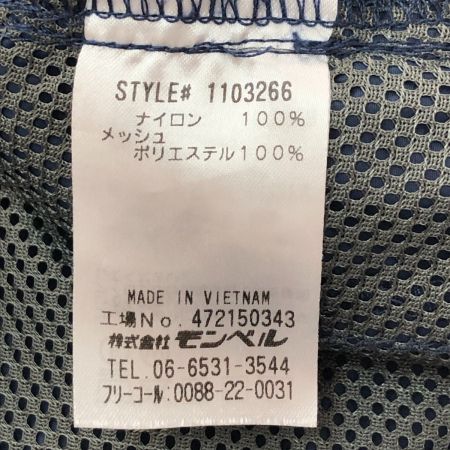 STYLE# 1103266
ナイロン 100%
メッシュ
ポリエステル100%
MADE IN VIETNAM
工場No. 472150343
株式会社モンベル
TEL. 06-6531-3544
フリーコール:0088-22-0031